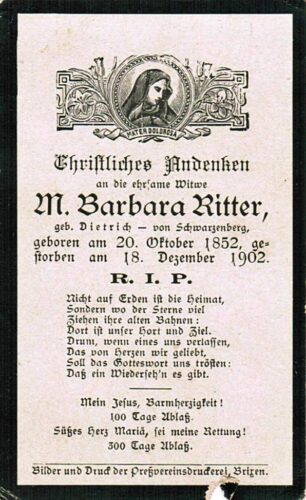 MATER DOLOROSA
Christliches Andenken
an die ehrsame Witwe
M. Barbara Ritter,
geb. Dietrich — von Schwarzenberg,
geboren am 20. Oktober 1852, ge-
storben am 18. Dezember 1902.
R. I. P.
Nicht auf Erden ist die Heimat,
Sondern wo der Sterne viel
Ziehen ihre alten Bahnen:
Dort ist unser Hort und Ziel.
Drum, wenn eines uns verlassen,
Das von Herzen wir geliebt,
Soll das Gotteswort uns trösten:
Daß ein Wiederseh'n es gibt.
Mein Jesus, Barmherzigkeit!
100 Tage Ablaß.
Süßes Herz Mariä, sei meine Rettung!
300 Tage Ablaß.
Bilder und Druck der Preßvereinsdruckerei, Brixen.